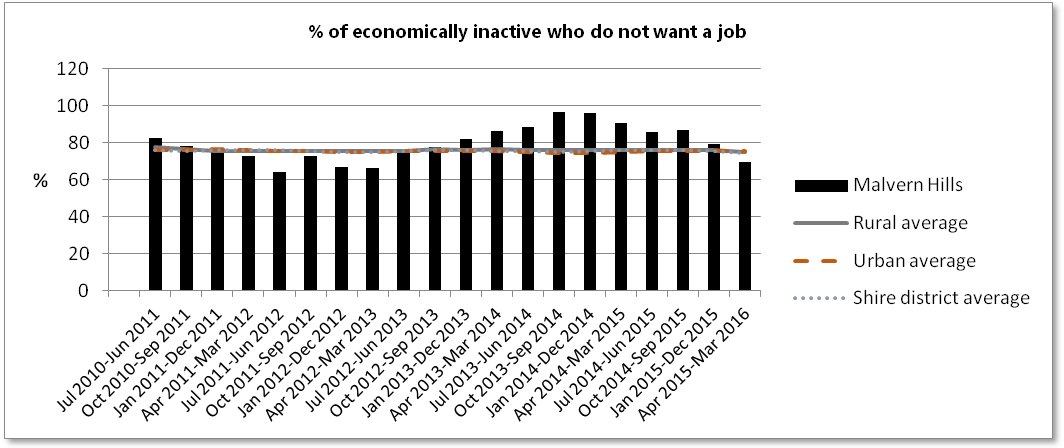 % of economically inactive who do not want a job
120
100
80
60
40
20
0
%
Jul 2010-Jun 2011
Oct 2010-Sep 2011
Jan 2011-Dec 2011
Apr 2011-Mar 2012
Jul 2011-Jun 2012
Oct 2011-Sep 2012
Jan 2012-Dec 2012
Apr 2012-Mar 2013
Jul 2012-Jun 2013
Oct 2012-Sep 2013
Jan 2013-Dec 2013
Apr 2013-Mar 2014
Jul 2013-Jun 2014
Oct 2013-Sep 2014
Jan 2014-Dec 2014
Apr 2014-Mar 2015
Jul 2014-Jun 2015
Oct 2014-Sep 2015
Jan 2015-Dec 2015
Apr 2015-Mar 2016
Malvern Hills
Rural average
Urban average
Shire district average